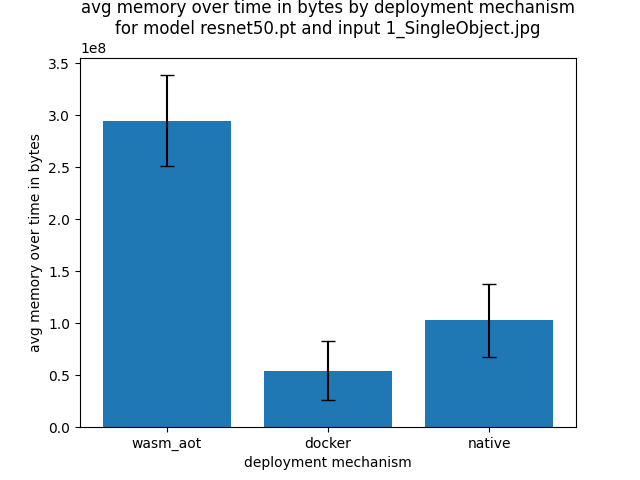 avg memory over time in bytes by deployment mechanism
for model resnet50.pt and input 1_SingleObject.jpg
1e8
3.5
3.0
2.5
2.0
1.5
1.0
0.5
0.0
avg memory over time in bytes
wasm_aot docker native
deployment mechanism